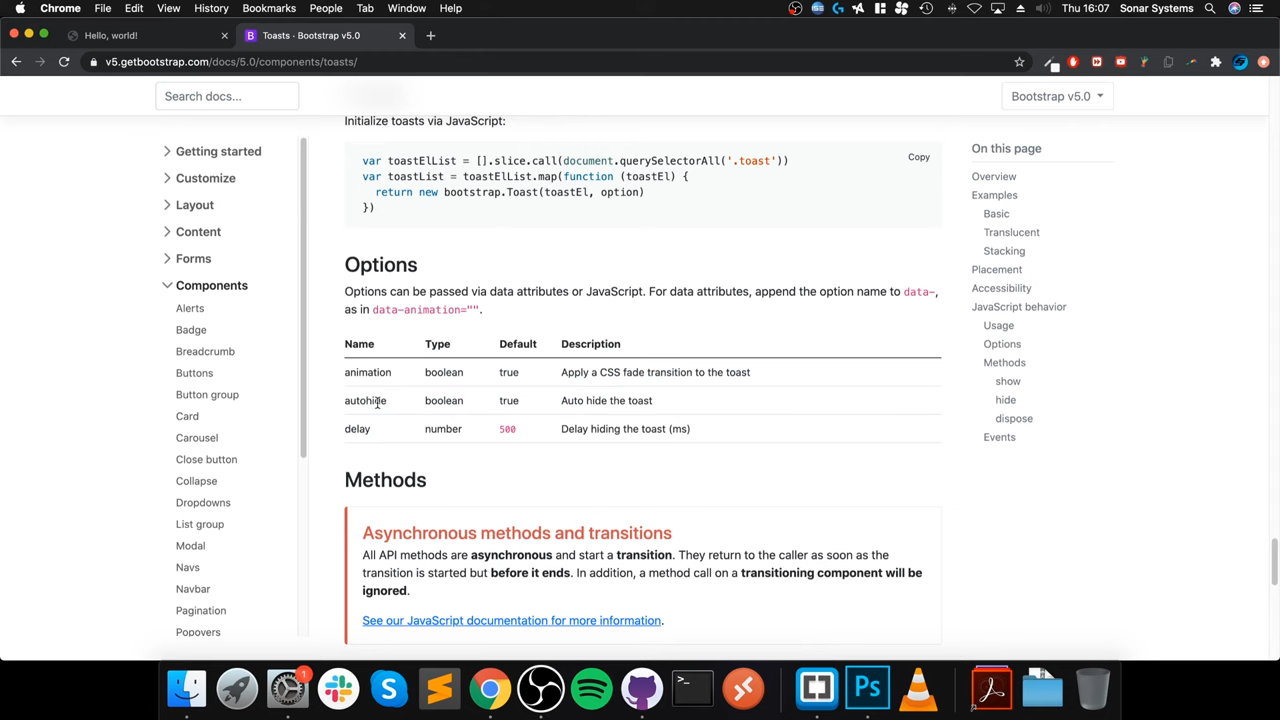 Chrome File Edit View History Bookmarks People Tab Window Help Thu 16:07 Sonar Systems
Hello, world!
Toasts · Bootstrap v5.0
v5.getbootstrap.com/docs/5.0/components/toasts/
Search docs...
Bootstrap v5.0
Getting started
Customize
Layout
Content
Forms
Components
Alerts
Badge
Breadcrumb
Buttons
Button group
Card
Carousel
Close button
Collapse
Dropdowns
List group
Modal
Navs
Navbar
Pagination
Popovers
Initialize toasts via JavaScript:
var toastElList = [].slice.call(document.querySelectorAll('.toast'))
var toastList = toastElList.map(function (toastEl) {
return new bootstrap.Toast(toastEl, option)
})
Copy
Options
Options can be passed via data attributes or JavaScript. For data attributes, append the option name to data-,
as in data-animation="".
Name Type Default Description
animation boolean true Apply a CSS fade transition to the toast
autohide boolean true Auto hide the toast
delay number 500 Delay hiding the toast (ms)
Methods
Asynchronous methods and transitions
All API methods are asynchronous and start a transition. They return to the caller as soon as the
transition is started but before it ends. In addition, a method call on a transitioning component will be
ignored.
See our JavaScript documentation for more information.
On this page
Overview
Examples
Basic
Translucent
Stacking
Placement
Accessibility
JavaScript behavior
Usage
Options
Methods
show
hide
dispose
Events
1
Ps